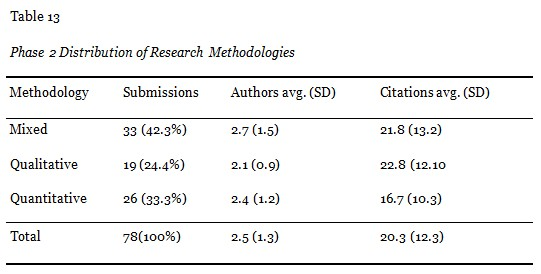 Table 13
Phase 2 Distribution of Research Methodologies
Methodology Submissions Authors avg. (SD) Citations avg. (SD)
Mixed 33 (42.3%) 2.7 (1.5) 21.8 (13.2)
Qualitative 19 (24.4%) 2.1 (0.9) 22.8 (12.10
Quantitative 26 (33.3%) 2.4 (1.2) 16.7 (10.3)
Total 78(100%) 2.5 (1.3) 20.3 (12.3)